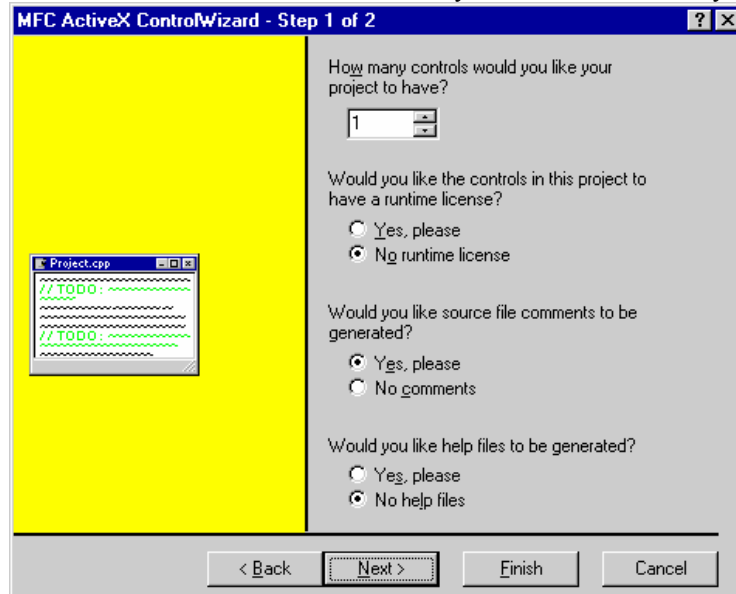 MFC ActiveX ControlWizard - Step 1 of 2
How many controls would you like your
project to have?
1
Would you like the controls in this project to
have a runtime license?
Yes, please
No runtime license
Project.cpp
//TODO:
//TODO:
Would you like source file comments to be
generated?
Yes, please
No comments
Would you like help files to be generated?
Yes, please
No help files
< Back
Next >
Finish
Cancel